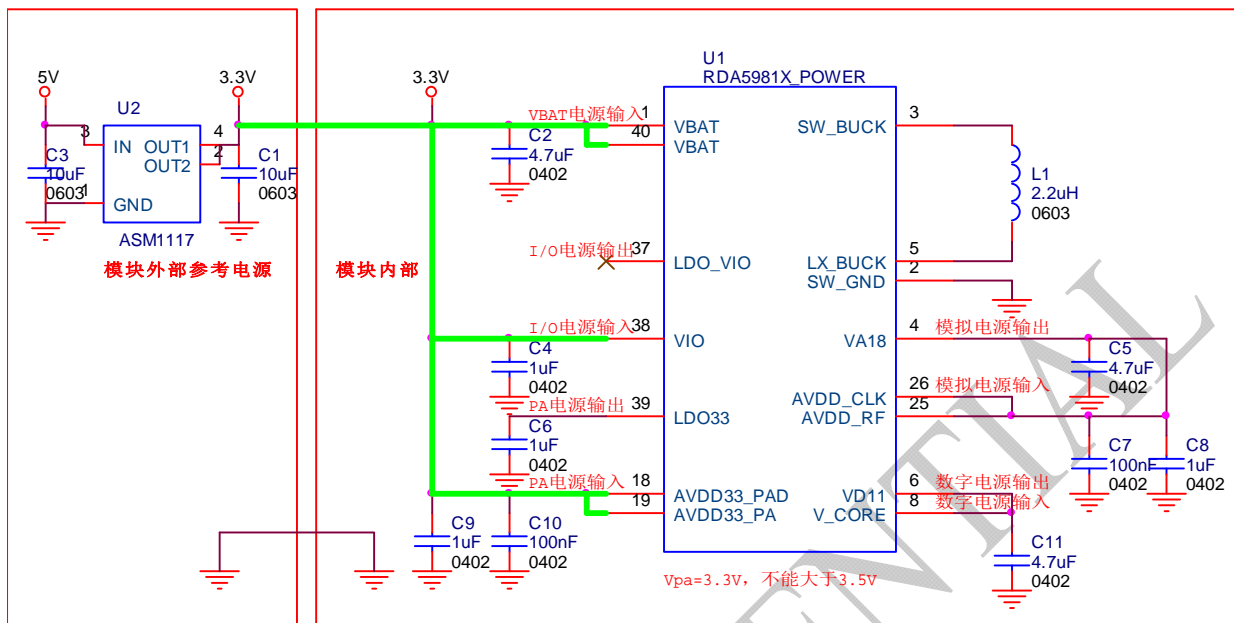 5V
3.3V
U2
3
IN
OUT1
4
OUT2
2
C3
10uF
0603
1
GND
C1
10uF
0603
ASM1117
模块外部参考电源
3.3V
模块内部
U1
RDA5981X_POWER
VBAT电源输入
1
VBAT
40
VBAT
C2
4.7uF
0402
I/O电源输出
37
LDO_VIO
I/O电源输入
38
VIO
C4
1uF
0402
PA电源输出
39
LDO33
C6
1uF
0402
PA电源输入
18
AVDD33_PAD
19
AVDD33_PA
C9
1uF
0402
C10
100nF
0402
SW_BUCK
3
L1
2.2uH
0603
LX_BUCK
5
SW_GND
2
VA18
4
模拟电源输出
C5
4.7uF
0402
AVDD_CLK
26
模拟电源输入
AVDD_RF
25
C7
100nF
0402
C8
1uF
0402
VD11
6
数字电源输出
V_CORE
8
数字电源输入
C11
4.7uF
0402
Vpa=3.3V，不能大于3.5V
ENTIAL